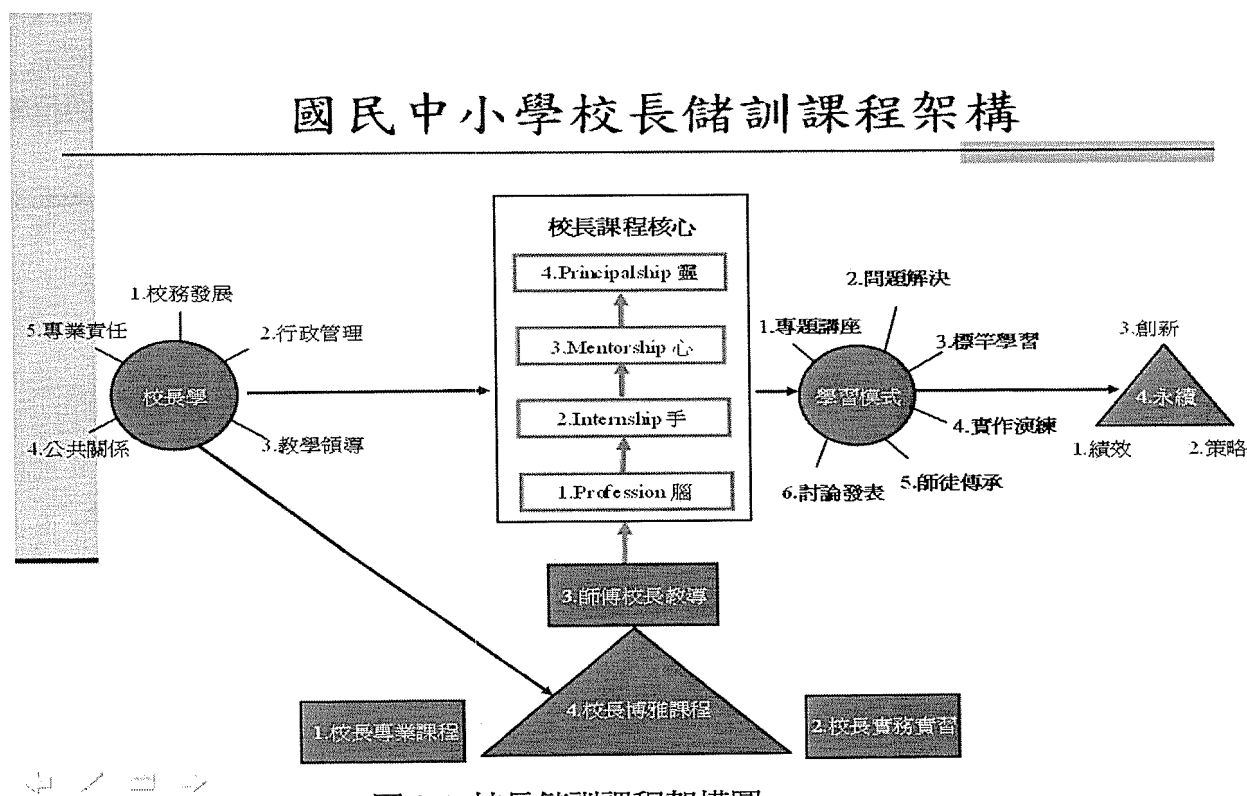 國民中小學校長儲訓課程架構
校長課程核心
4.Principalship 靈
3.Mentorship 心
2.Internship 手
1.Profession 腦
1.校務發展
5.專業責任
2.行政管理
校長學
4.公共關係
3.教學領導
2.問題解決
1.專題講座
3.標竿學習
學習模式
4.實作演練
5.師徒傳承
6.討論發表
3.創新
4.永續
1.績效
2.策略
3.師傅校長教導
4.校長博雅課程
1.校長專業課程
2.校長實務實習